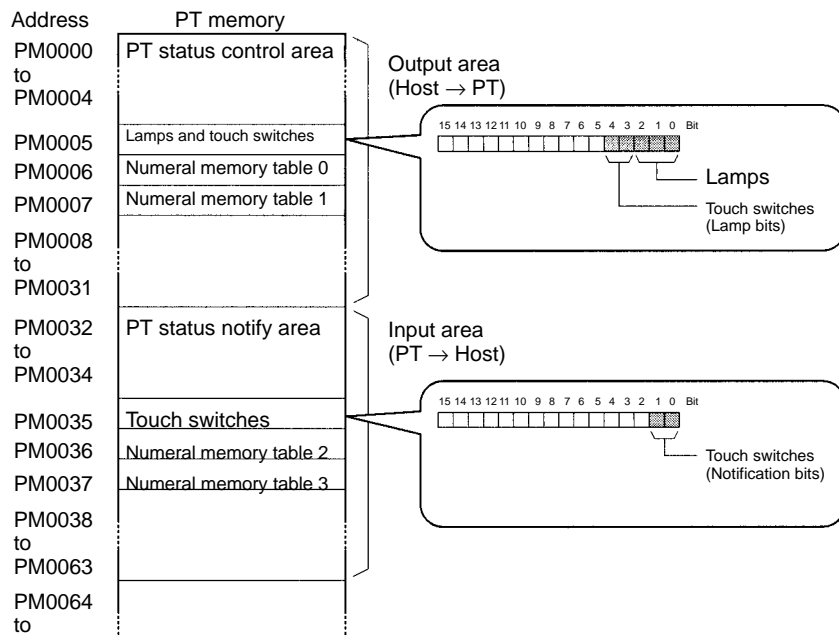 Address PT memory
PM0000
to
PM0004
PT status control area
Output area
(Host → PT)
PM0005
Lamps and touch switches
15 14 13 12 11 10 9 8 7 6 5 4 3 2 1 0 Bit
Lamps
Touch switches
(Lamp bits)
PM0006
Numeral memory table 0
PM0007
Numeral memory table 1
PM0008
to
PM0031
PM0032
to
PM0034
PT status notify area
Input area
(PT → Host)
PM0035
Touch switches
15 14 13 12 11 10 9 8 7 6 5 4 3 2 1 0 Bit
Touch switches
(Notification bits)
PM0036
Numeral memory table 2
PM0037
Numeral memory table 3
PM0038
to
PM0063
PM0064
to